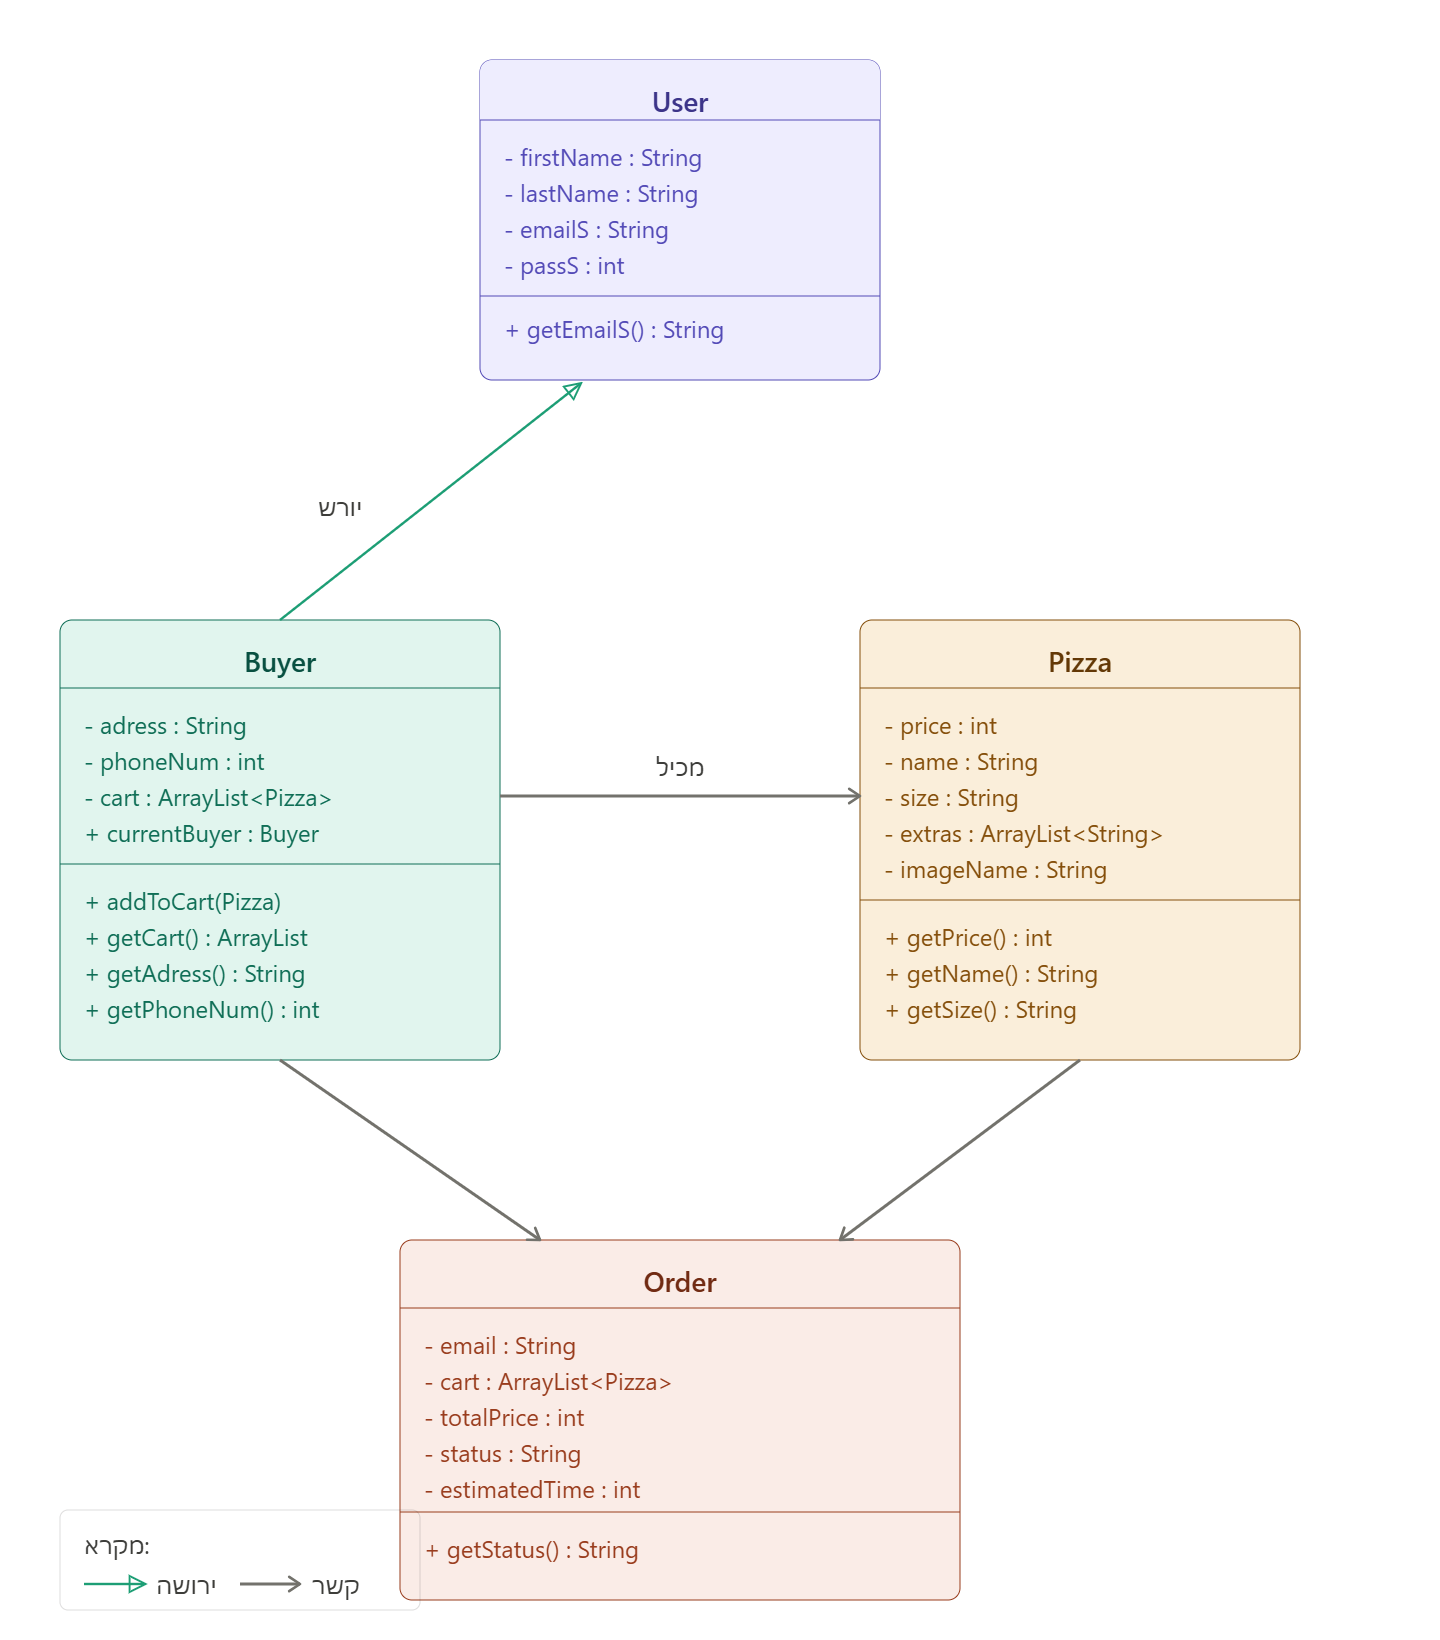 User
- firstName : String
- lastName : String
- emailS : String
- passS : int
+ getEmailS() : String
יורש
Buyer
- adress : String
- phoneNum : int
- cart : ArrayList<Pizza>
+ currentBuyer : Buyer
+ addToCart(Pizza)
+ getCart() : ArrayList
+ getAdress() : String
+ getPhoneNum() : int
מכיל
Pizza
- price : int
- name : String
- size : String
- extras : ArrayList<String>
- imageName : String
+ getPrice() : int
+ getName() : String
+ getSize() : String
Order
- email : String
- cart : ArrayList<Pizza>
- totalPrice : int
- status : String
- estimatedTime : int
+ getStatus() : String
מקרא:
ירושה
קשר